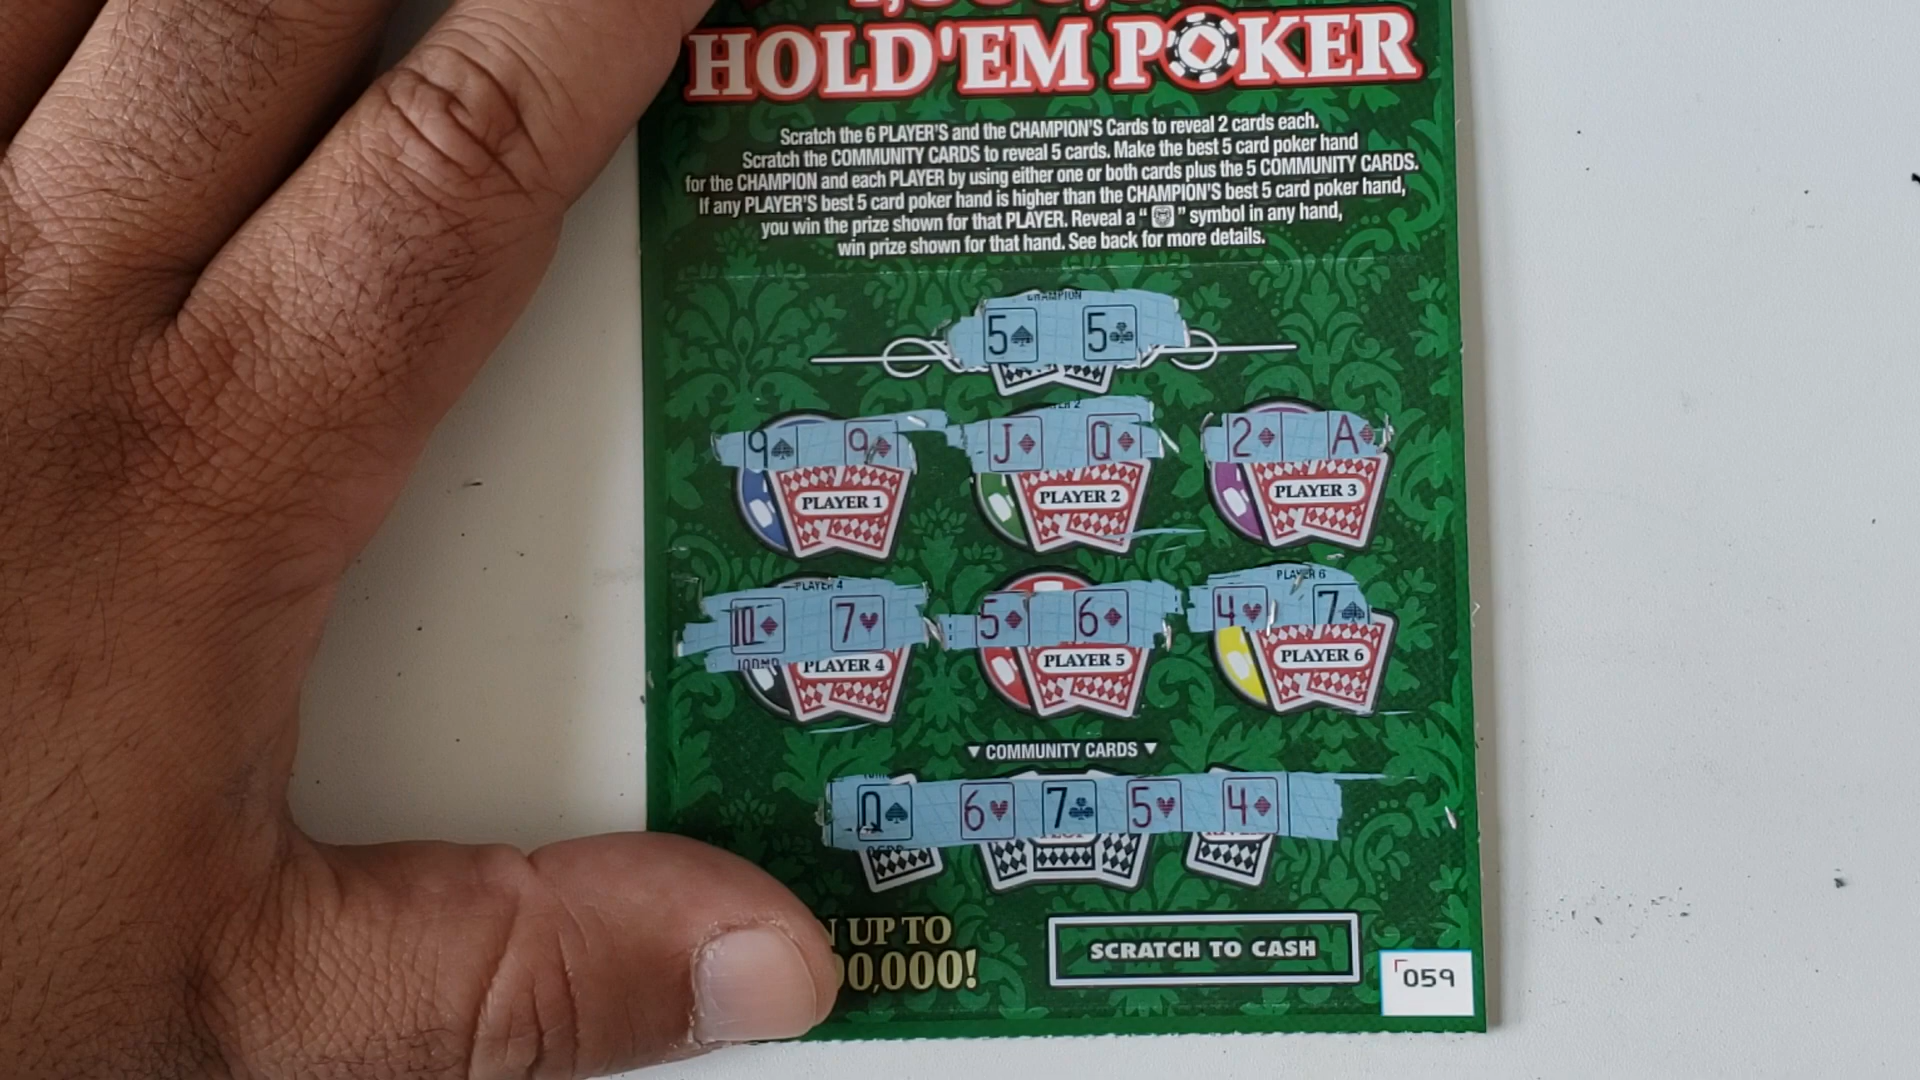 HOLD'EM POKER
Scratch the 6 PLAYER'S and the CHAMPION'S Cards to reveal 2 cards each.
Scratch the COMMUNITY CARDS to reveal 5 cards. Make the best 5 card poker hand
for the CHAMPION and each PLAYER by using either one or both cards plus the 5 COMMUNITY CARDS.
If any PLAYER'S best 5 card poker hand is higher than the CHAMPION'S best 5 card poker hand,
you win the prize shown for that PLAYER. Reveal a " " symbol in any hand,
win prize shown for that hand. See back for more details.
CHAMPION
5♠ 5♣
9♠ 9♦ J♦ Q♦ 2♦ A♦
PLAYER 1 PLAYER 2 PLAYER 3
PLAYER 4 PLAYER 6
10♦ 7♥ 5♦ 6♦ 4♥ 7♠
PLAYER 4 PLAYER 5 PLAYER 6
▼ COMMUNITY CARDS ▼
Q♠ 6♥ 7♣ 5♥ 4♦
UP TO
00,000!
SCRATCH TO CASH
059